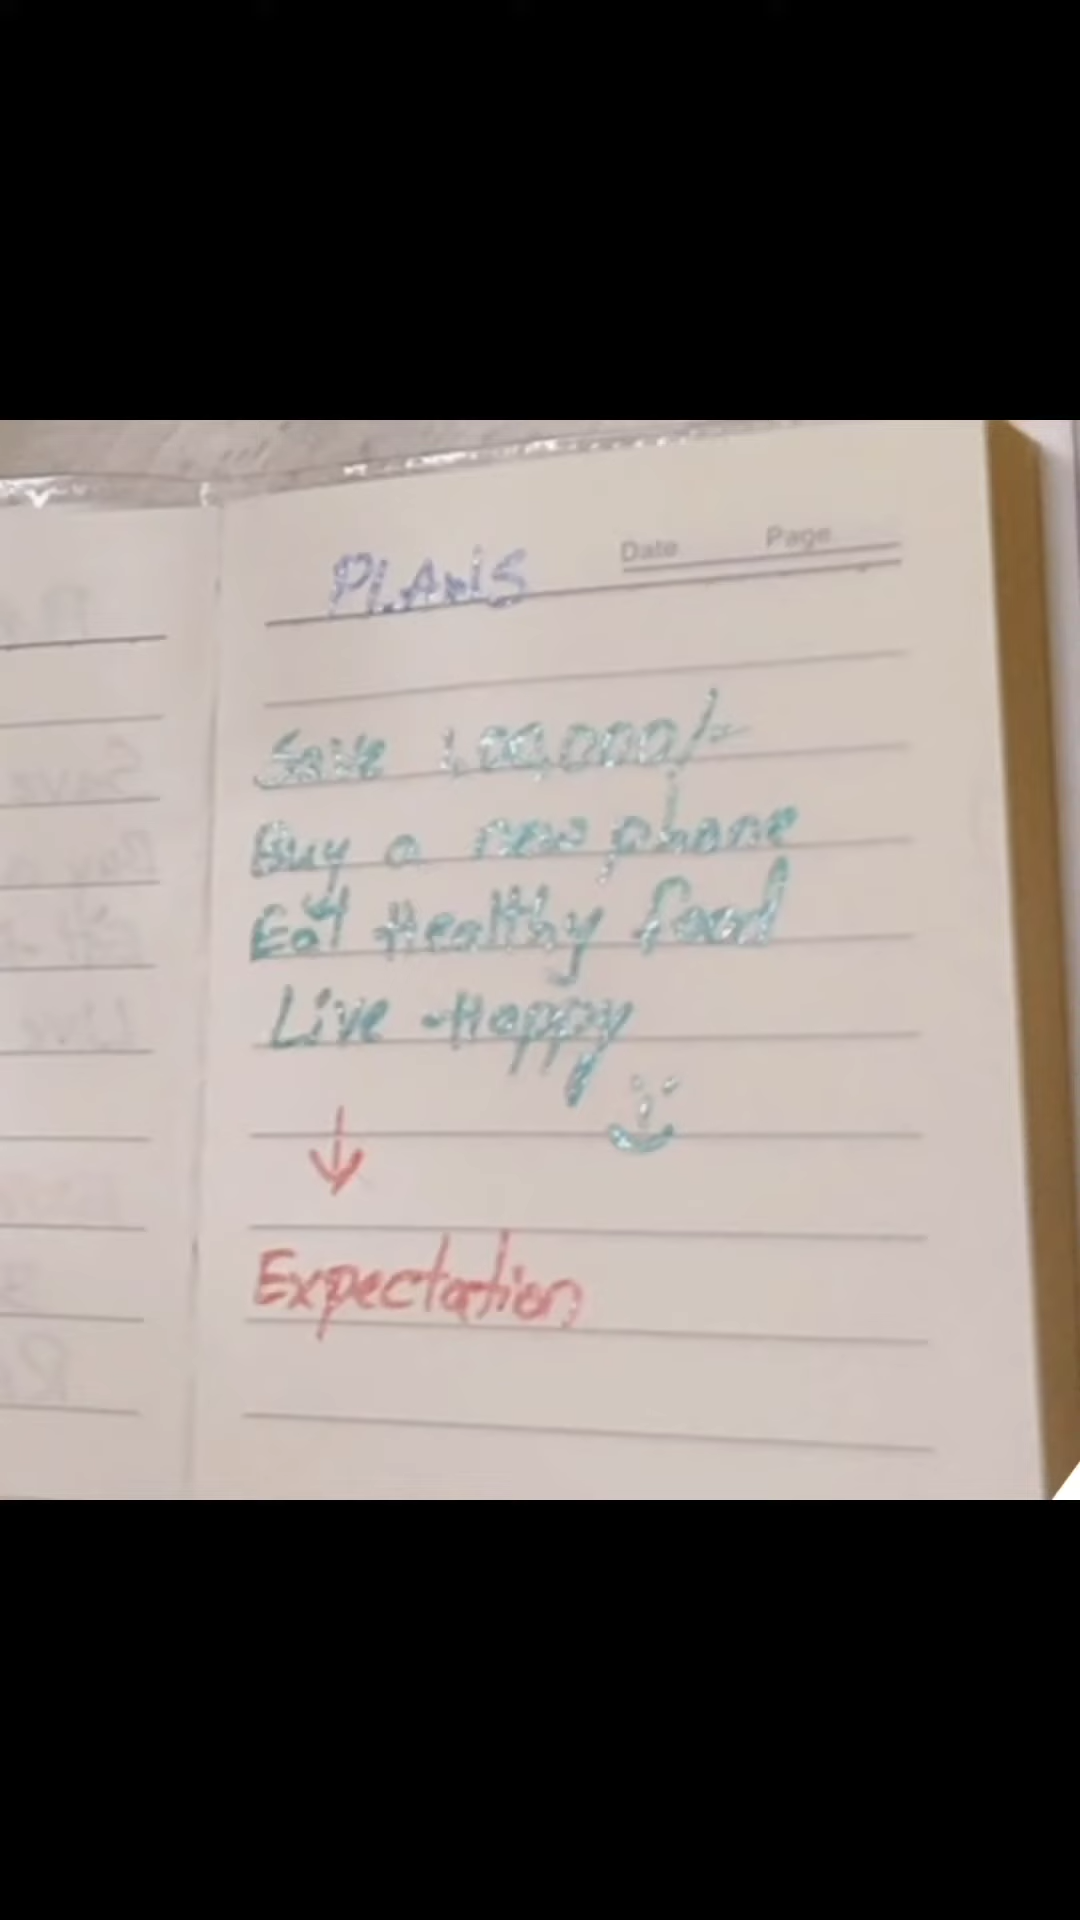 PLANS
Date Page
Save 1,00,000/-
Buy a new phone
Eat Healthy food
Live Happy
Expectation